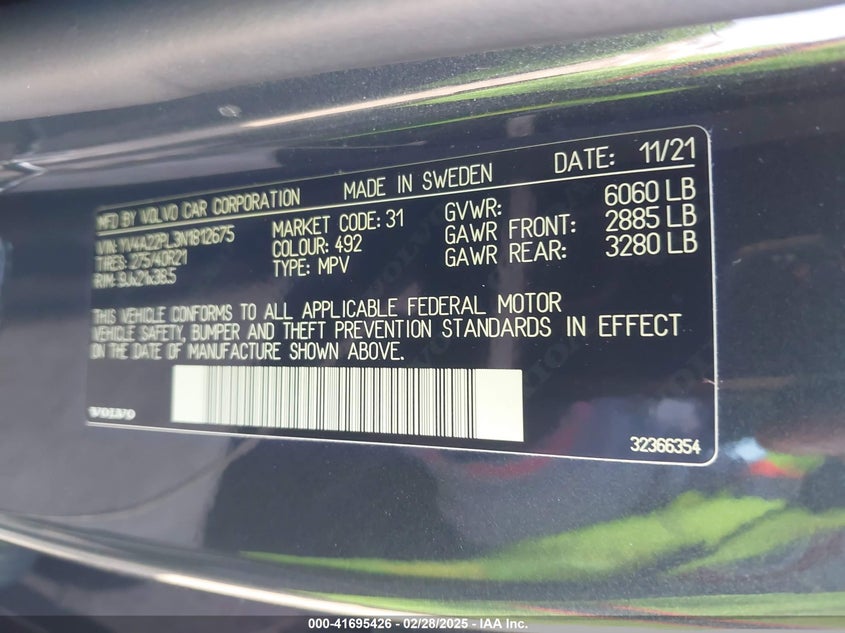 MFD BY VOLVO CAR CORPORATION MADE IN SWEDEN DATE: 11/21
VIN: YV4A22PL3N1812675 MARKET CODE: 31 GVWR: 6060 LB
TIRES: 275/40R21 COLOUR: 492 GAWR FRONT: 2885 LB
RIM: 9Jx21x38.5 TYPE: MPV GAWR REAR: 3280 LB
THIS VEHICLE CONFORMS TO ALL APPLICABLE FEDERAL MOTOR
VEHICLE SAFETY, BUMPER AND THEFT PREVENTION STANDARDS IN EFFECT
ON THE DATE OF MANUFACTURE SHOWN ABOVE.
VOLVO
32366354
000-41695426 - 02/28/2025 - IAA Inc.